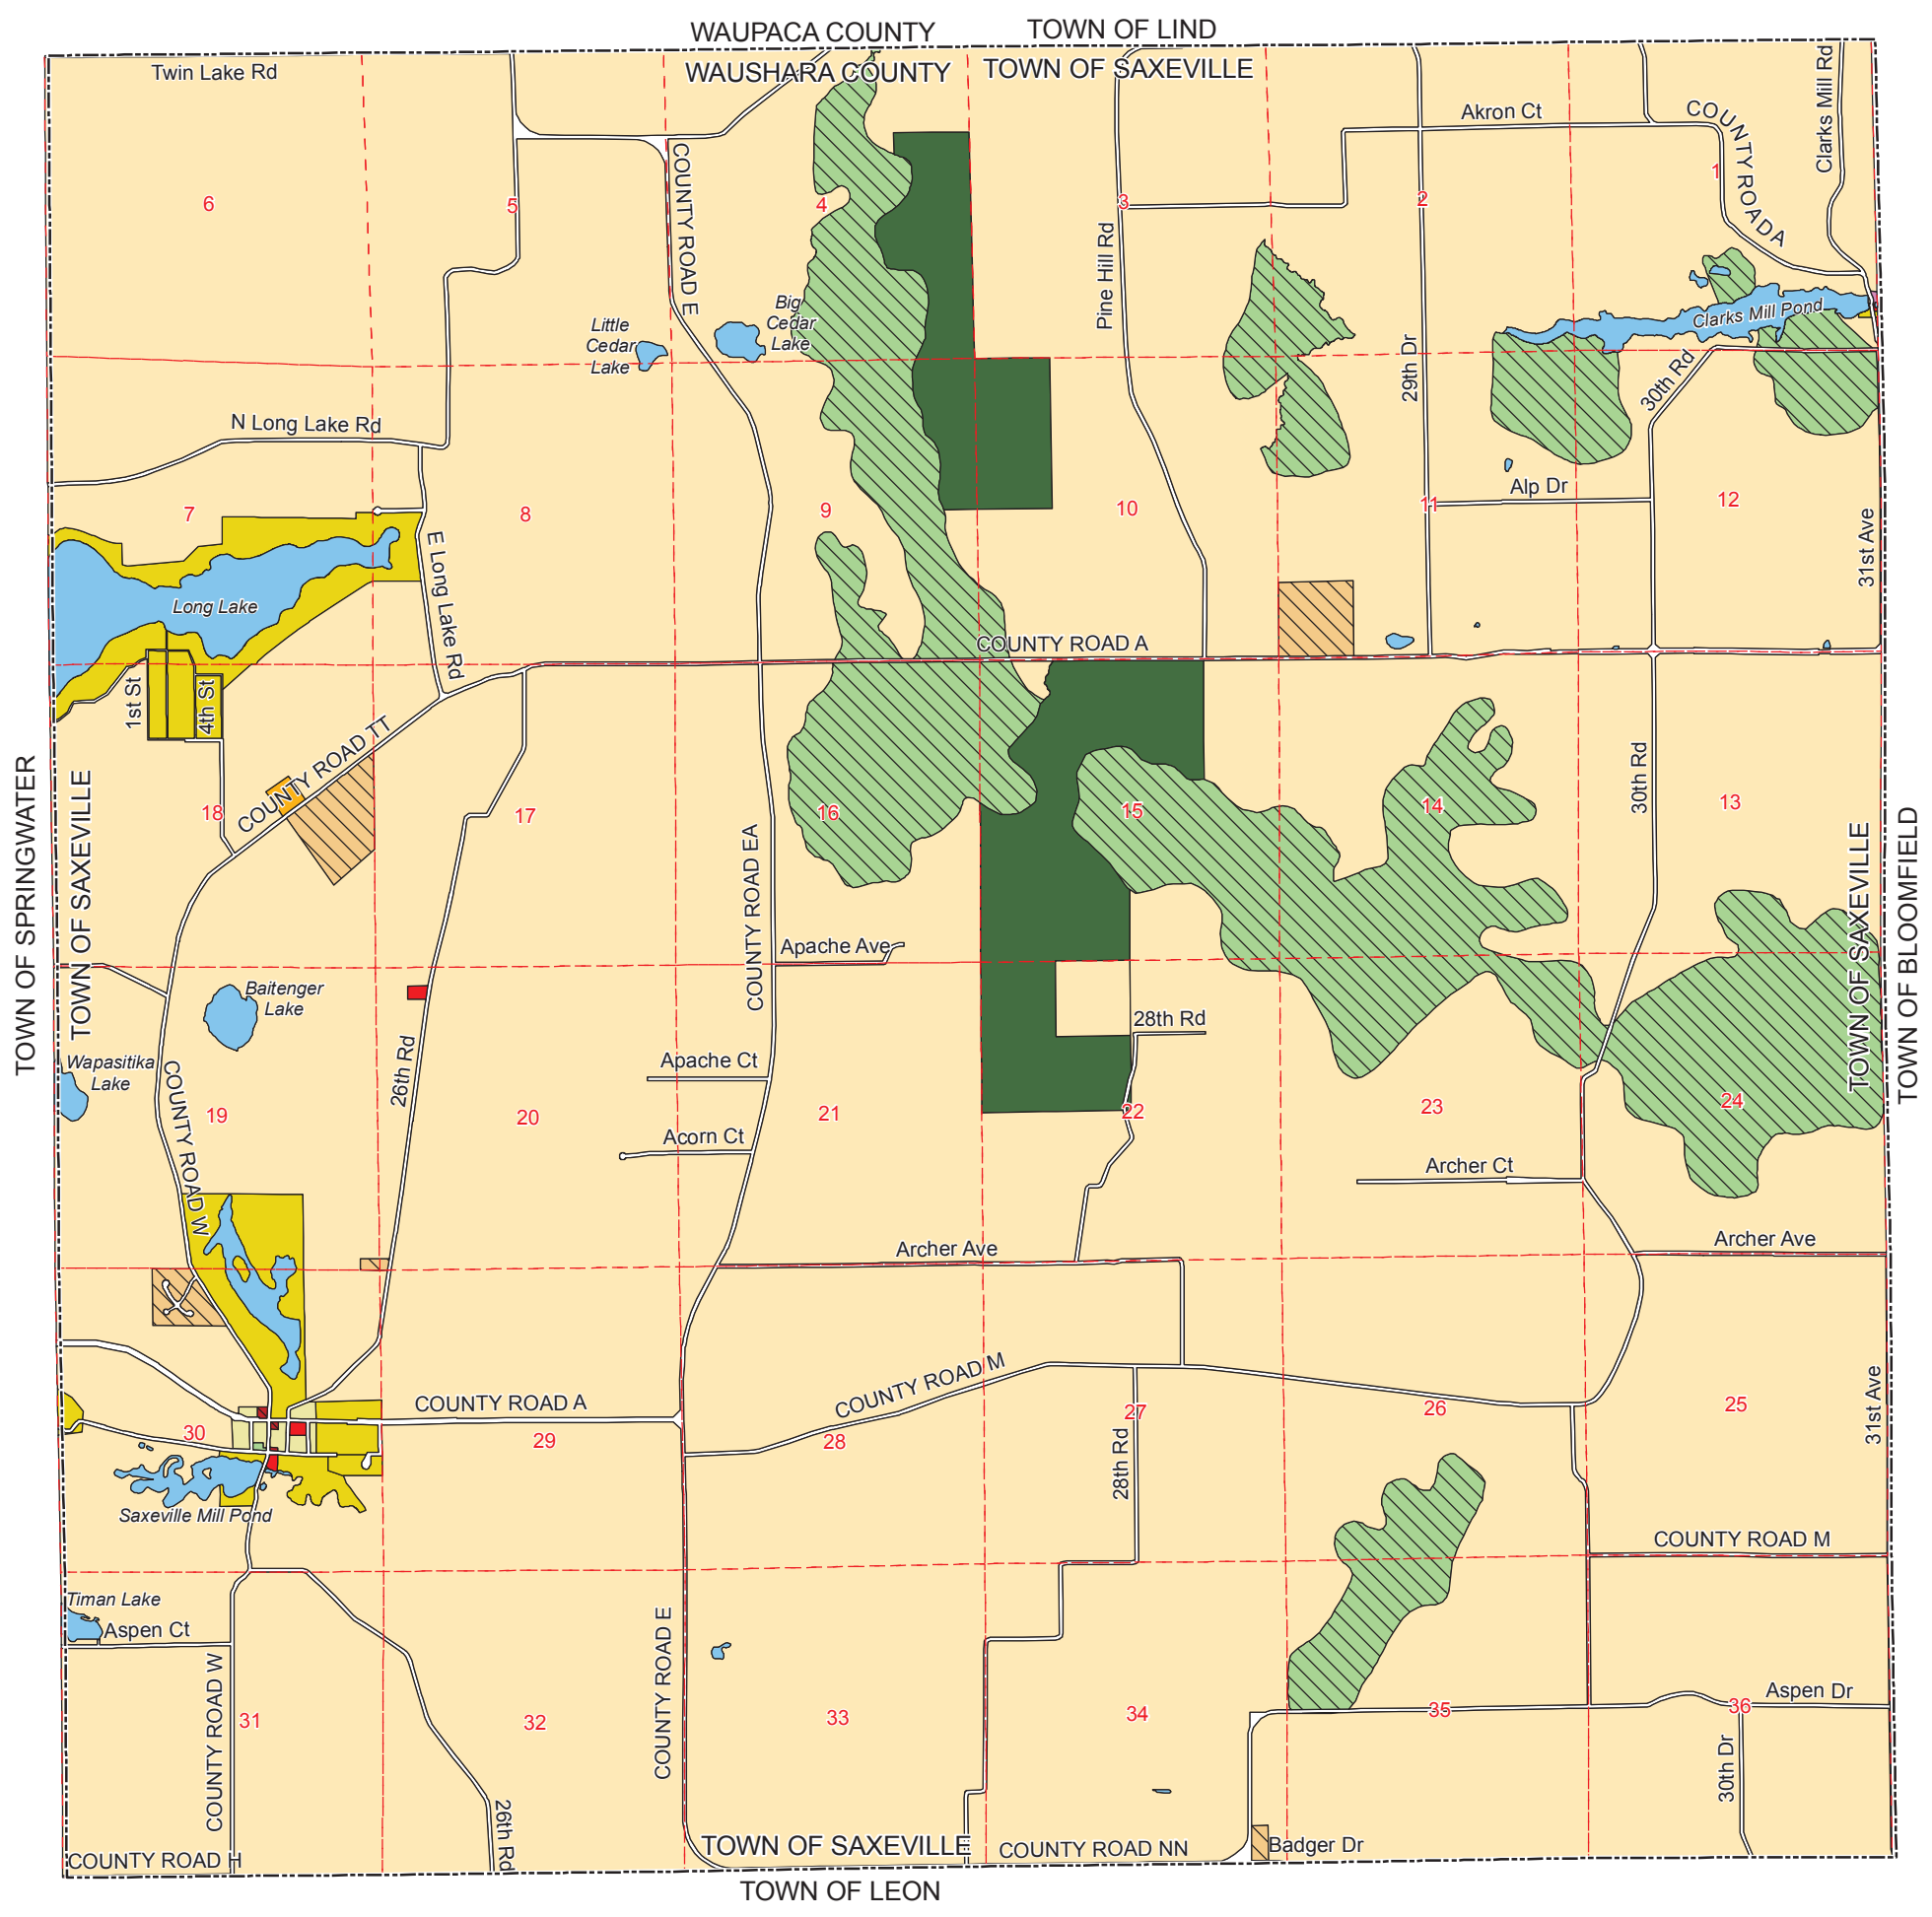 WAUPACA COUNTY
TOWN OF LIND
WAUSHARA COUNTY
TOWN OF SAXEVILLE
Twin Lake Rd
Akron Ct
COUNTY ROAD A
Clarks Mill Rd
6
5
4
3
2
1
COUNTY ROAD E
Pine Hill Rd
Little
Cedar
Lake
Big
Cedar
Lake
Clarks Mill Pond
29th Dr
30th Rd
N Long Lake Rd
Alp Dr
7
8
9
10
11
12
31st Ave
E Long Lake Rd
Long Lake
COUNTY ROAD A
1st St
4th St
COUNTY ROAD TT
30th Rd
18
17
16
15
14
13
TOWN OF SPRINGWATER
TOWN OF SAXEVILLE
TOWN OF SAXEVILLE
TOWN OF BLOOMFIELD
COUNTY ROAD EA
Apache Ave
Baitenger
Lake
28th Rd
Wapasitika
Lake
COUNTY ROAD W
26th Rd
Apache Ct
19
20
21
22
23
24
Acorn Ct
Archer Ct
Archer Ave
Archer Ave
COUNTY ROAD M
COUNTY ROAD A
30
29
28
27
26
25
31st Ave
28th Rd
Saxeville Mill Pond
COUNTY ROAD M
Timan Lake
Aspen Ct
COUNTY ROAD W
COUNTY ROAD E
Aspen Dr
31
32
33
34
35
36
30th Dr
26th Rd
TOWN OF SAXEVILLE
COUNTY ROAD NN
Badger Dr
COUNTY ROAD H
TOWN OF LEON